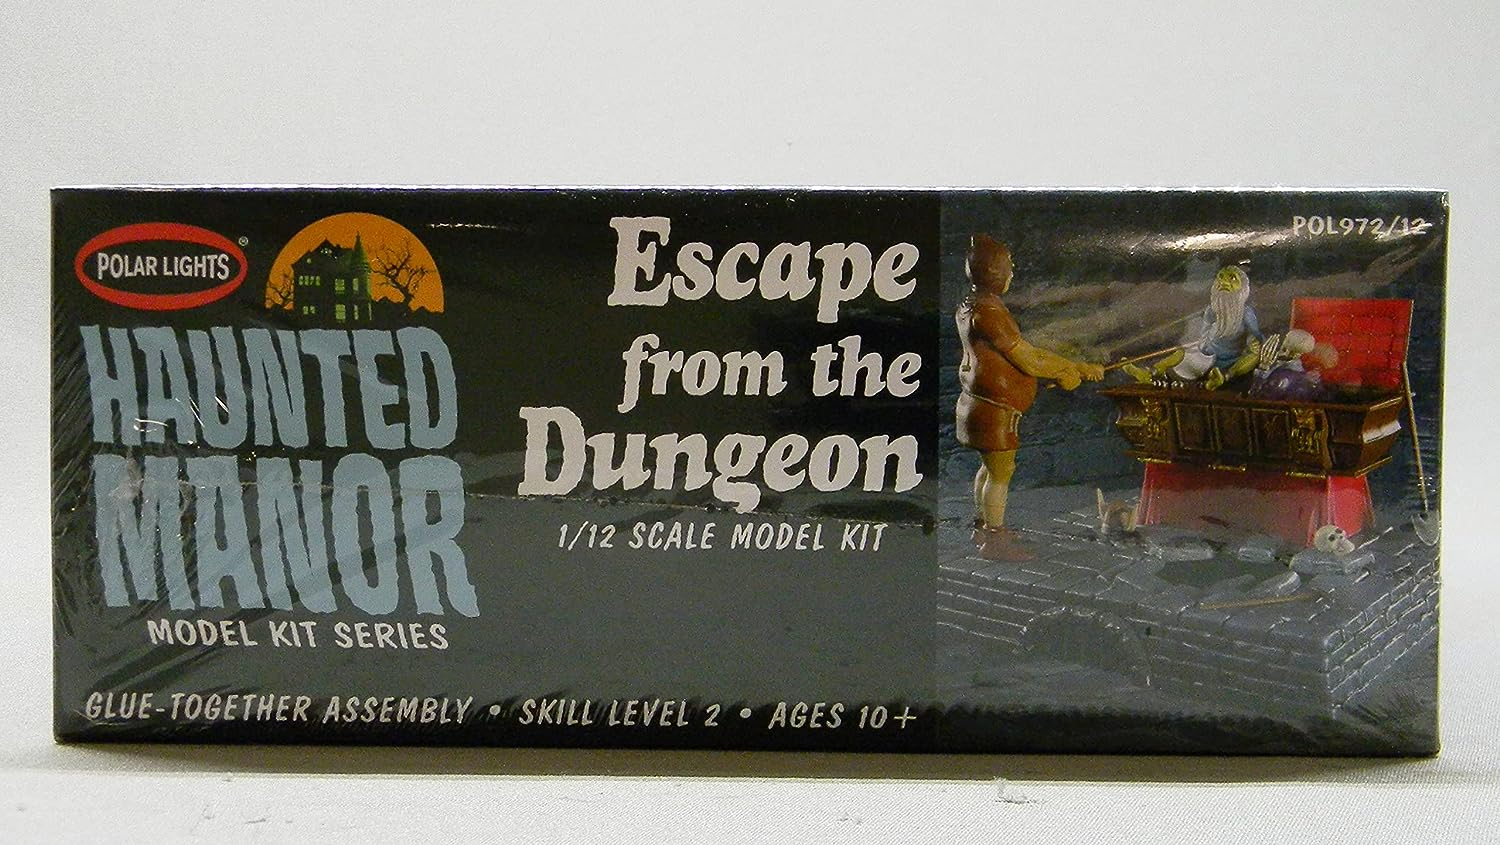 POLAR LIGHTS®
HAUNTED
MANOR
MODEL KIT SERIES
Escape
from the
Dungeon
1/12 SCALE MODEL KIT
GLUE-TOGETHER ASSEMBLY • SKILL LEVEL 2 • AGES 10+
POL972/12